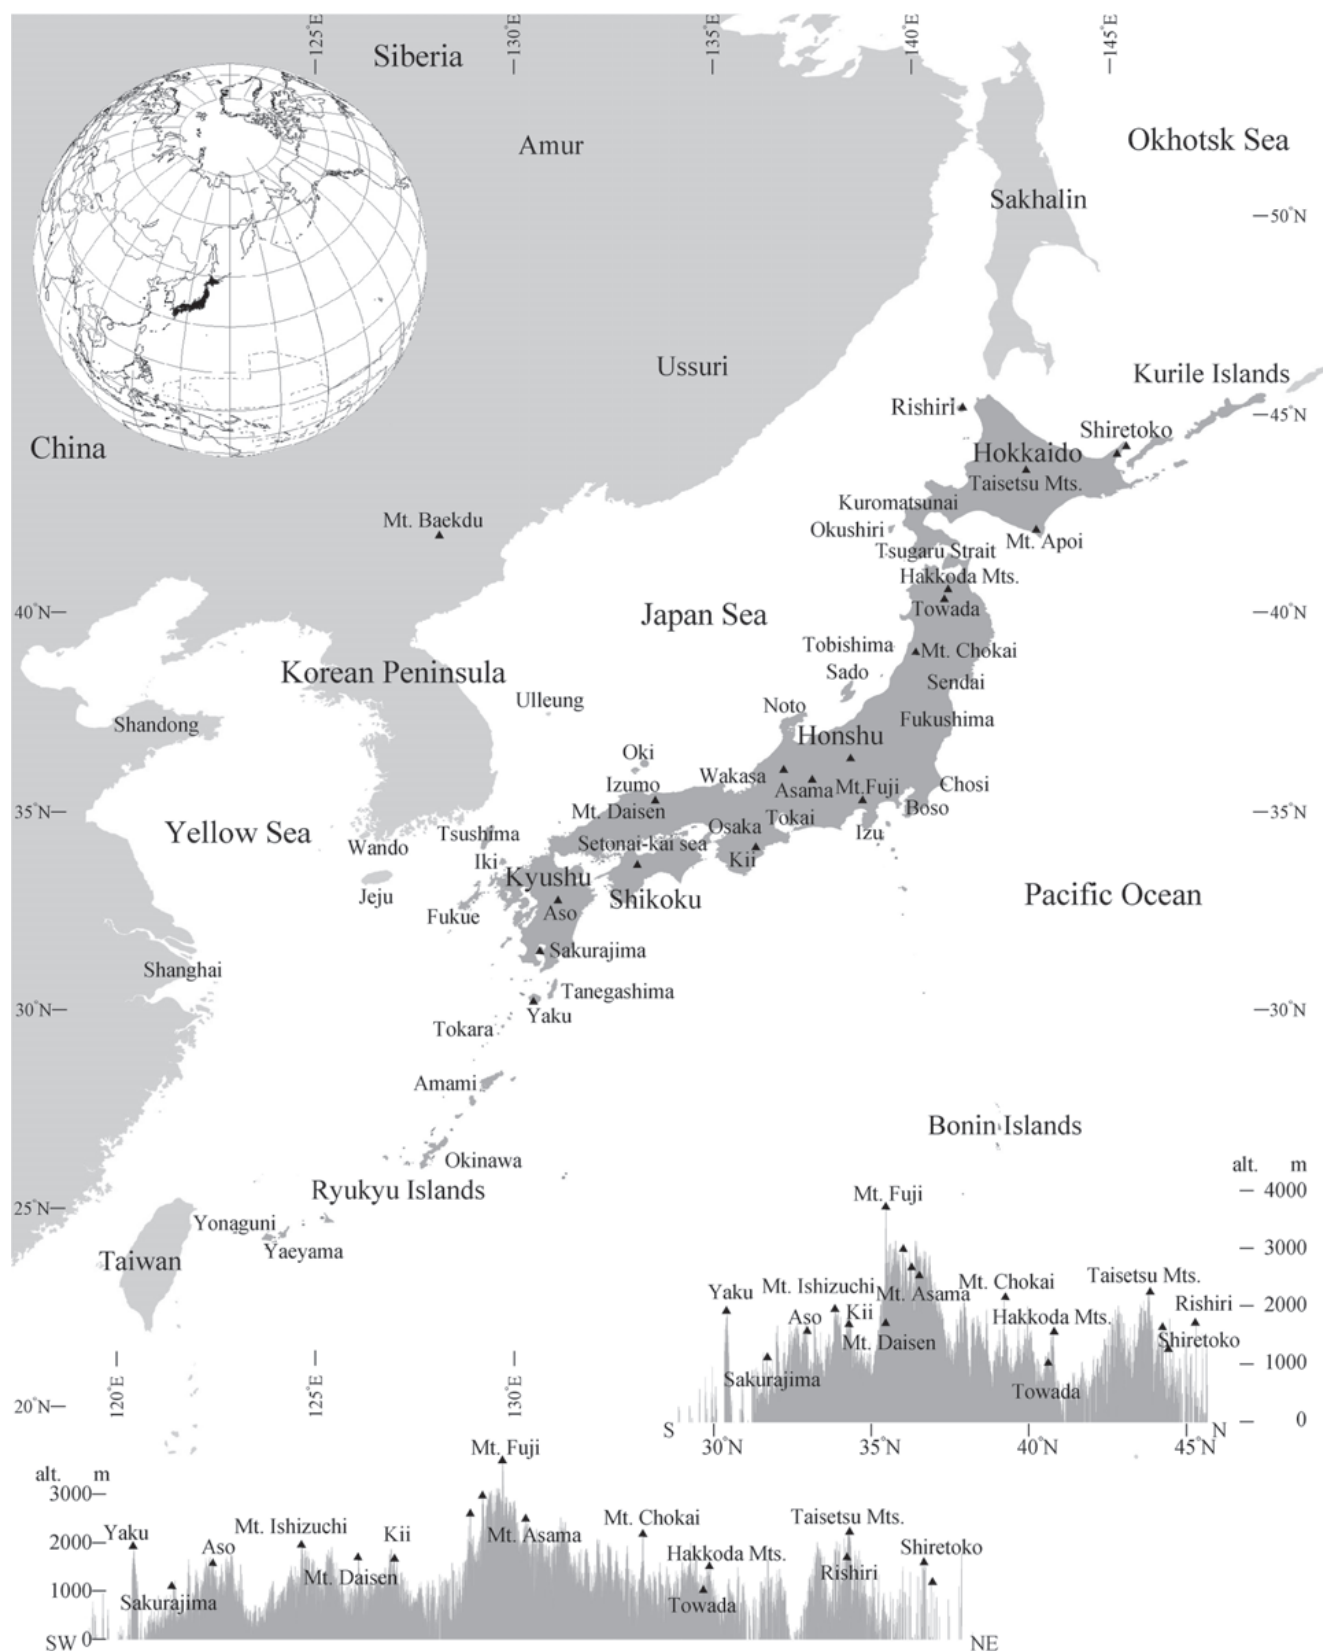 125°E
130°E
135°E
140°E
145°E
Siberia
Amur
Okhotsk Sea
Sakhalin
50°N
Ussuri
Kurile Islands
Rishiri
45°N
China
Shiretoko
Hokkaido
Taisetsu Mts.
Kuromatsunai
Mt. Baekdu
Okushiri
Mt. Apoi
Tsugaru Strait
Hakkoda Mts.
40°N
Towada
40°N
Japan Sea
Tobishima
Mt. Chokai
Korean Peninsula
Sado
Sendai
Ulleung
Noto
Shandong
Fukushima
Honshu
Oki
Wakasa
Izumo
Asama
Mt.Fuji
Chosi
Mt. Daisen
Boso
35°N
Tokai
35°N
Osaka
Yellow Sea
Tsushima
Izu
Wando
Setonai-kai sea
Iki
Kii
Kyushu
Jeju
Shikoku
Pacific Ocean
Fukue
Aso
Sakurajima
Shanghai
Tanegashima
30°N
Yaku
30°N
Tokara
Amami
Bonin Islands
Okinawa
alt. m
Ryukyu Islands
4000
Mt. Fuji
25°N
Yonaguni
Yaeyama
3000
Taiwan
Taisetsu Mts.
Mt. Ishizuchi
Mt. Chokai
Yaku
Mt. Asama
Rishiri
2000
Aso
Kii
Hakkoda Mts.
Mt. Daisen
Shiretoko
1000
Sakurajima
Towada
20°N
120°E
125°E
130°E
0
S
N
30°N
35°N
40°N
45°N
Mt. Fuji
alt. m
3000
Mt. Chokai
Taisetsu Mts.
Yaku
Mt. Ishizuchi
Kii
2000
Aso
Mt. Asama
Hakkoda Mts.
Shiretoko
Mt. Daisen
Rishiri
1000
Sakurajima
Towada
SW
0
NE